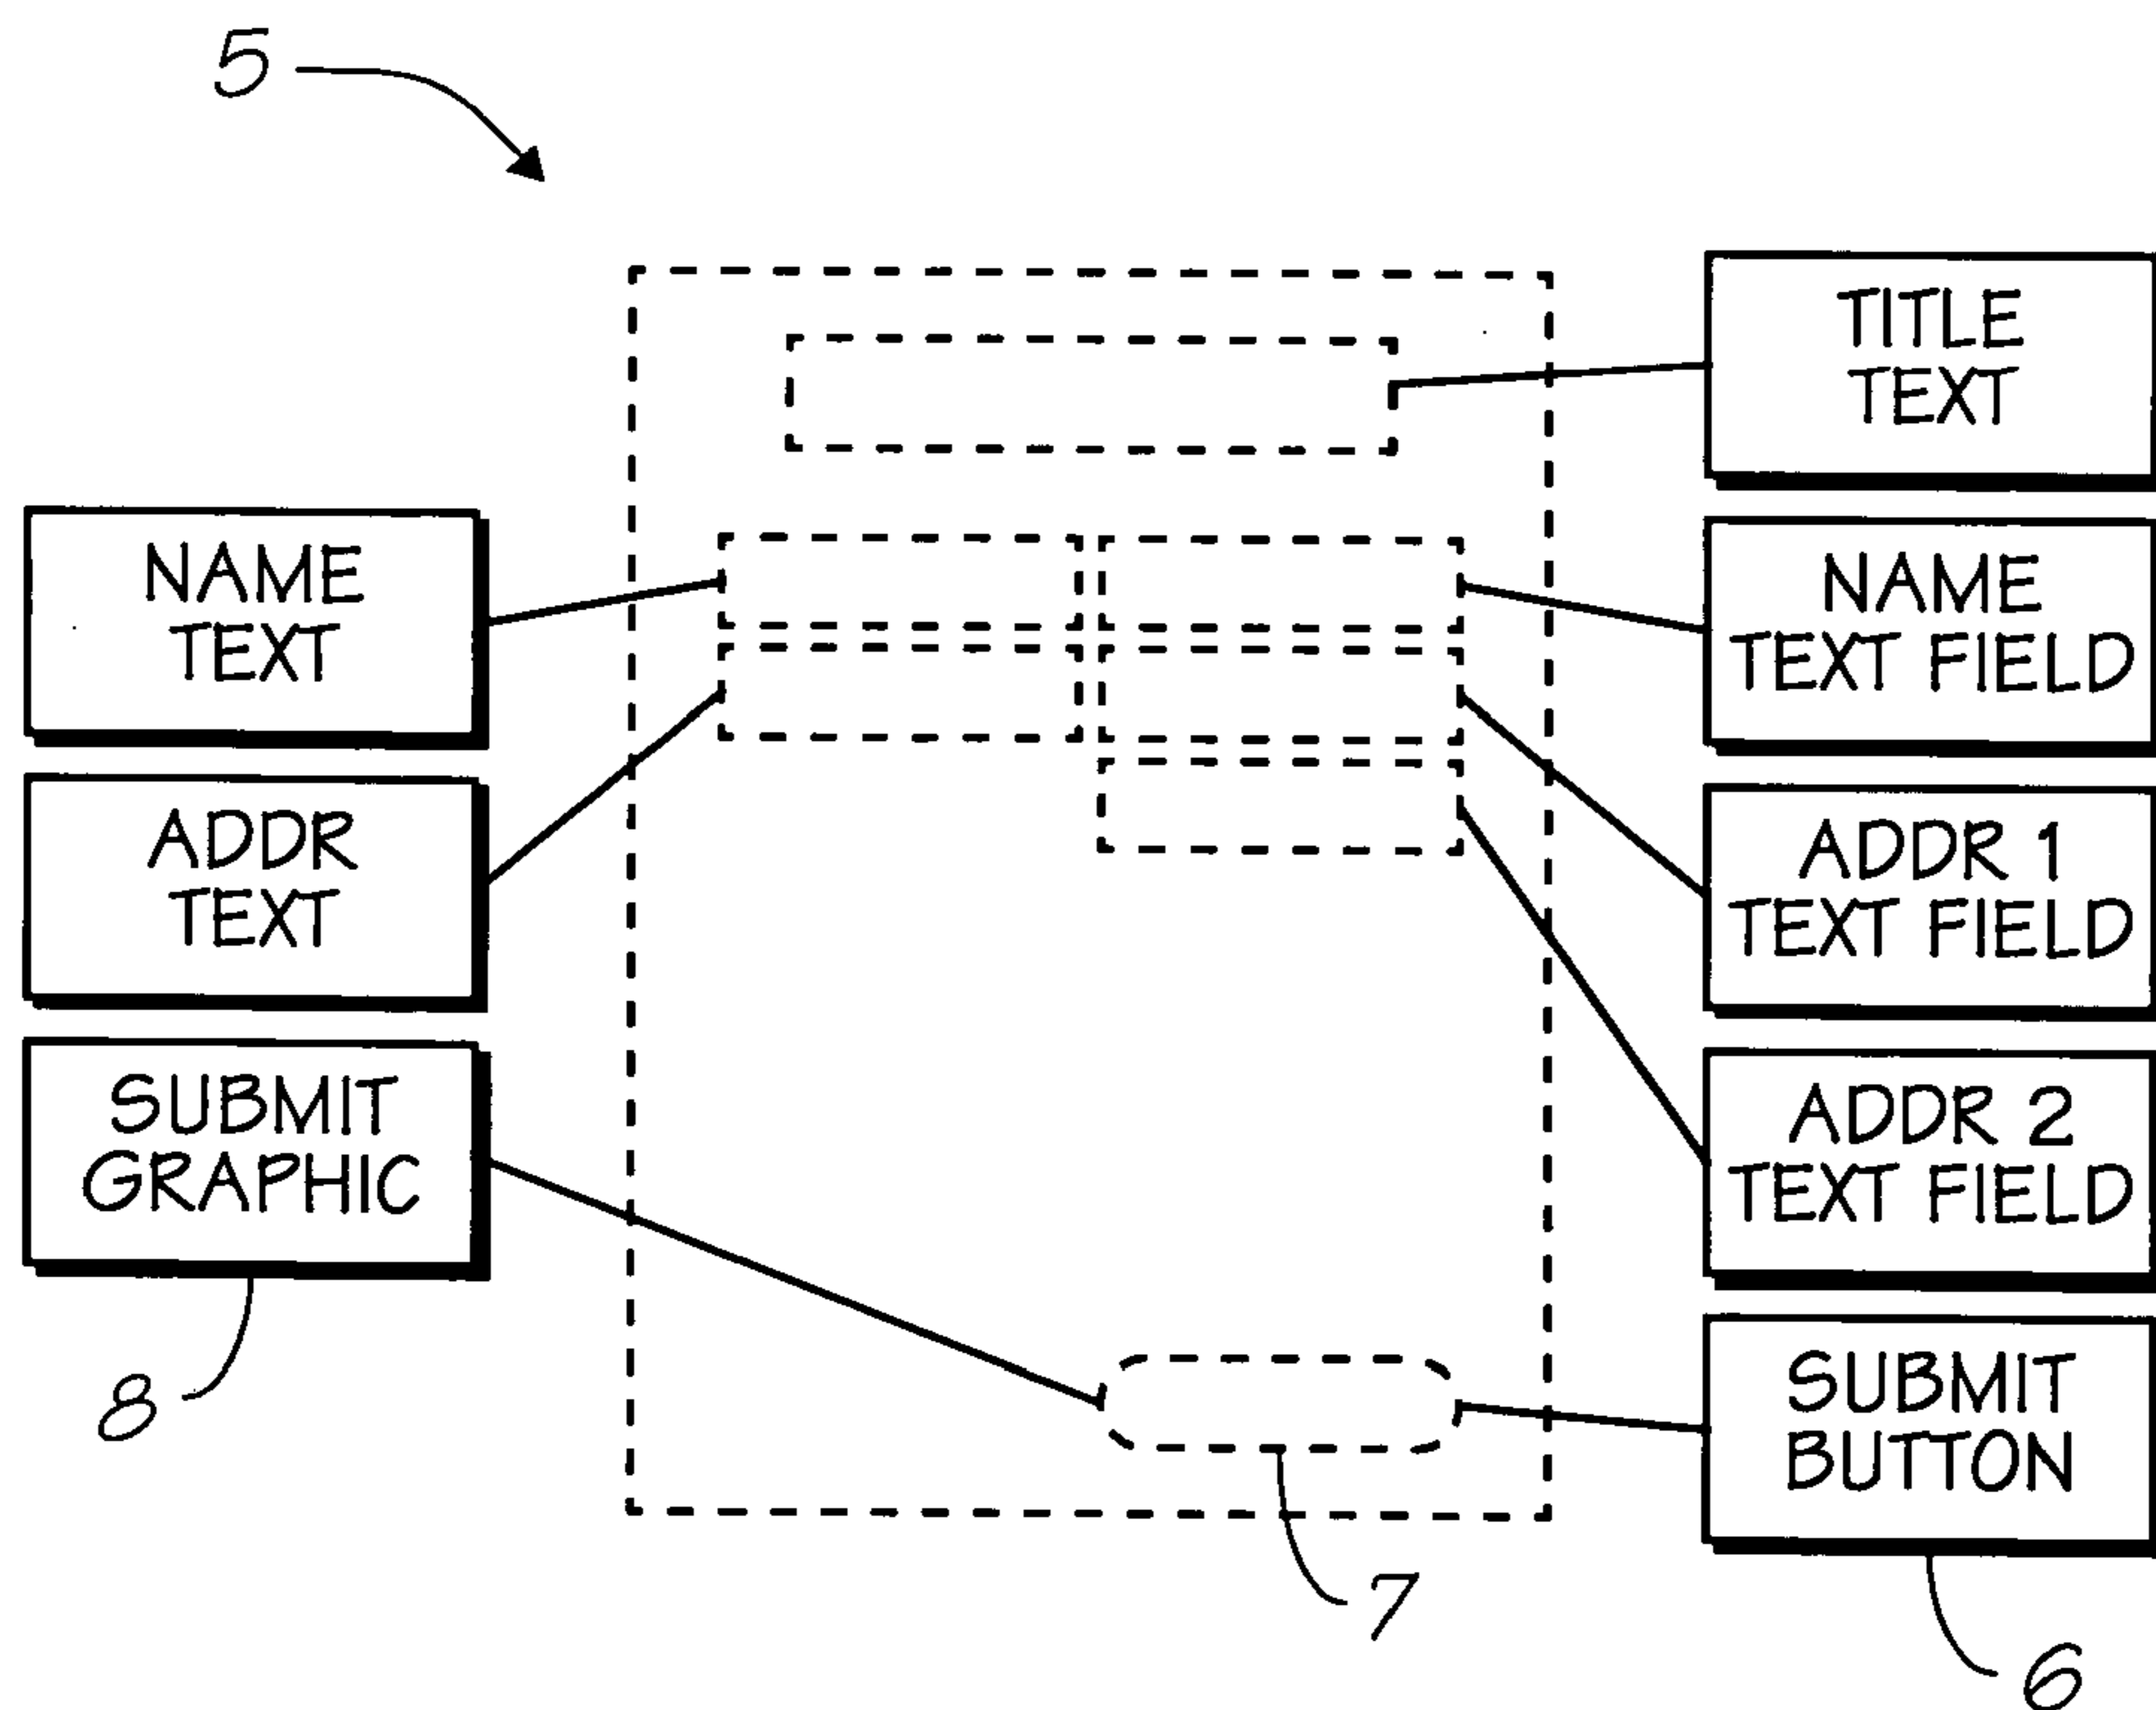 5
TITLE
TEXT
NAME
TEXT
NAME
TEXT FIELD
ADDR
TEXT
ADDR 1
TEXT FIELD
SUBMIT
GRAPHIC
ADDR 2
TEXT FIELD
8
SUBMIT
BUTTON
7
6